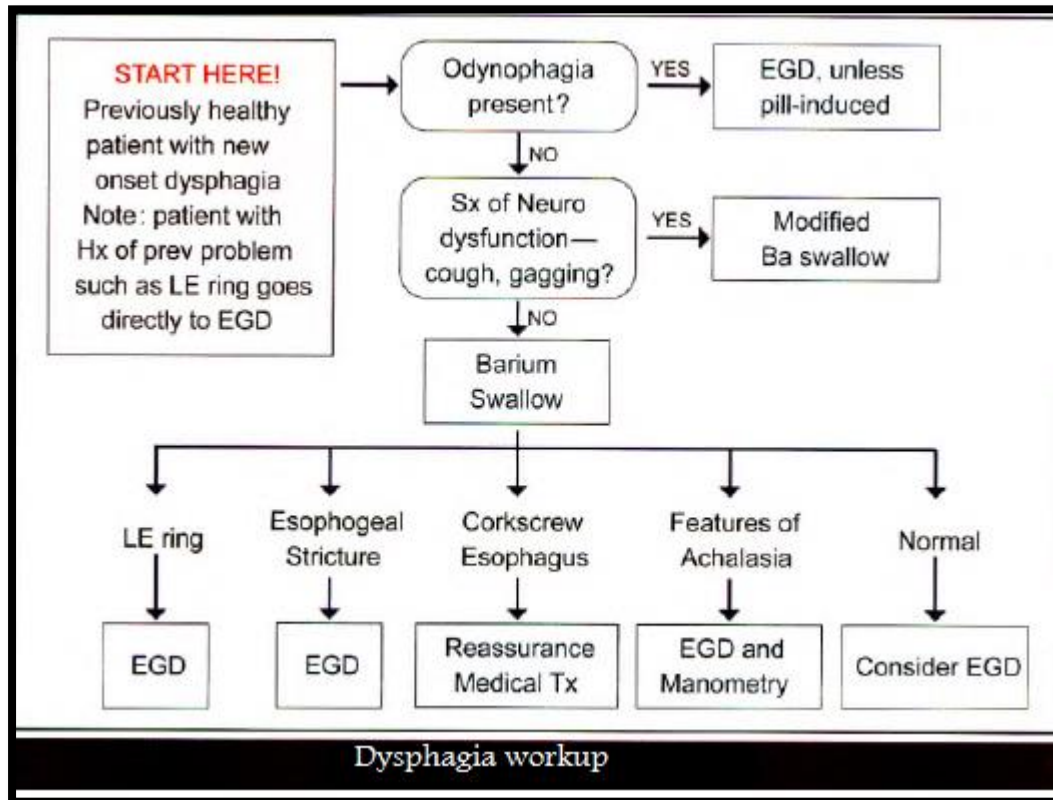 START HERE!
Previously healthy
patient with new
onset dysphagia
Note: patient with
Hx of prev problem
such as LE ring goes
directly to EGD
Odynophagia
present?
YES
EGD, unless
pill-induced
NO
Sx of Neuro
dysfunction—
cough, gagging?
YES
Modified
Ba swallow
NO
Barium
Swallow
LE ring
Esophogeal
Stricture
Corkscrew
Esophagus
Features of
Achalasia
Normal
EGD
EGD
Reassurance
Medical Tx
EGD and
Manometry
Consider EGD
Dysphagia workup